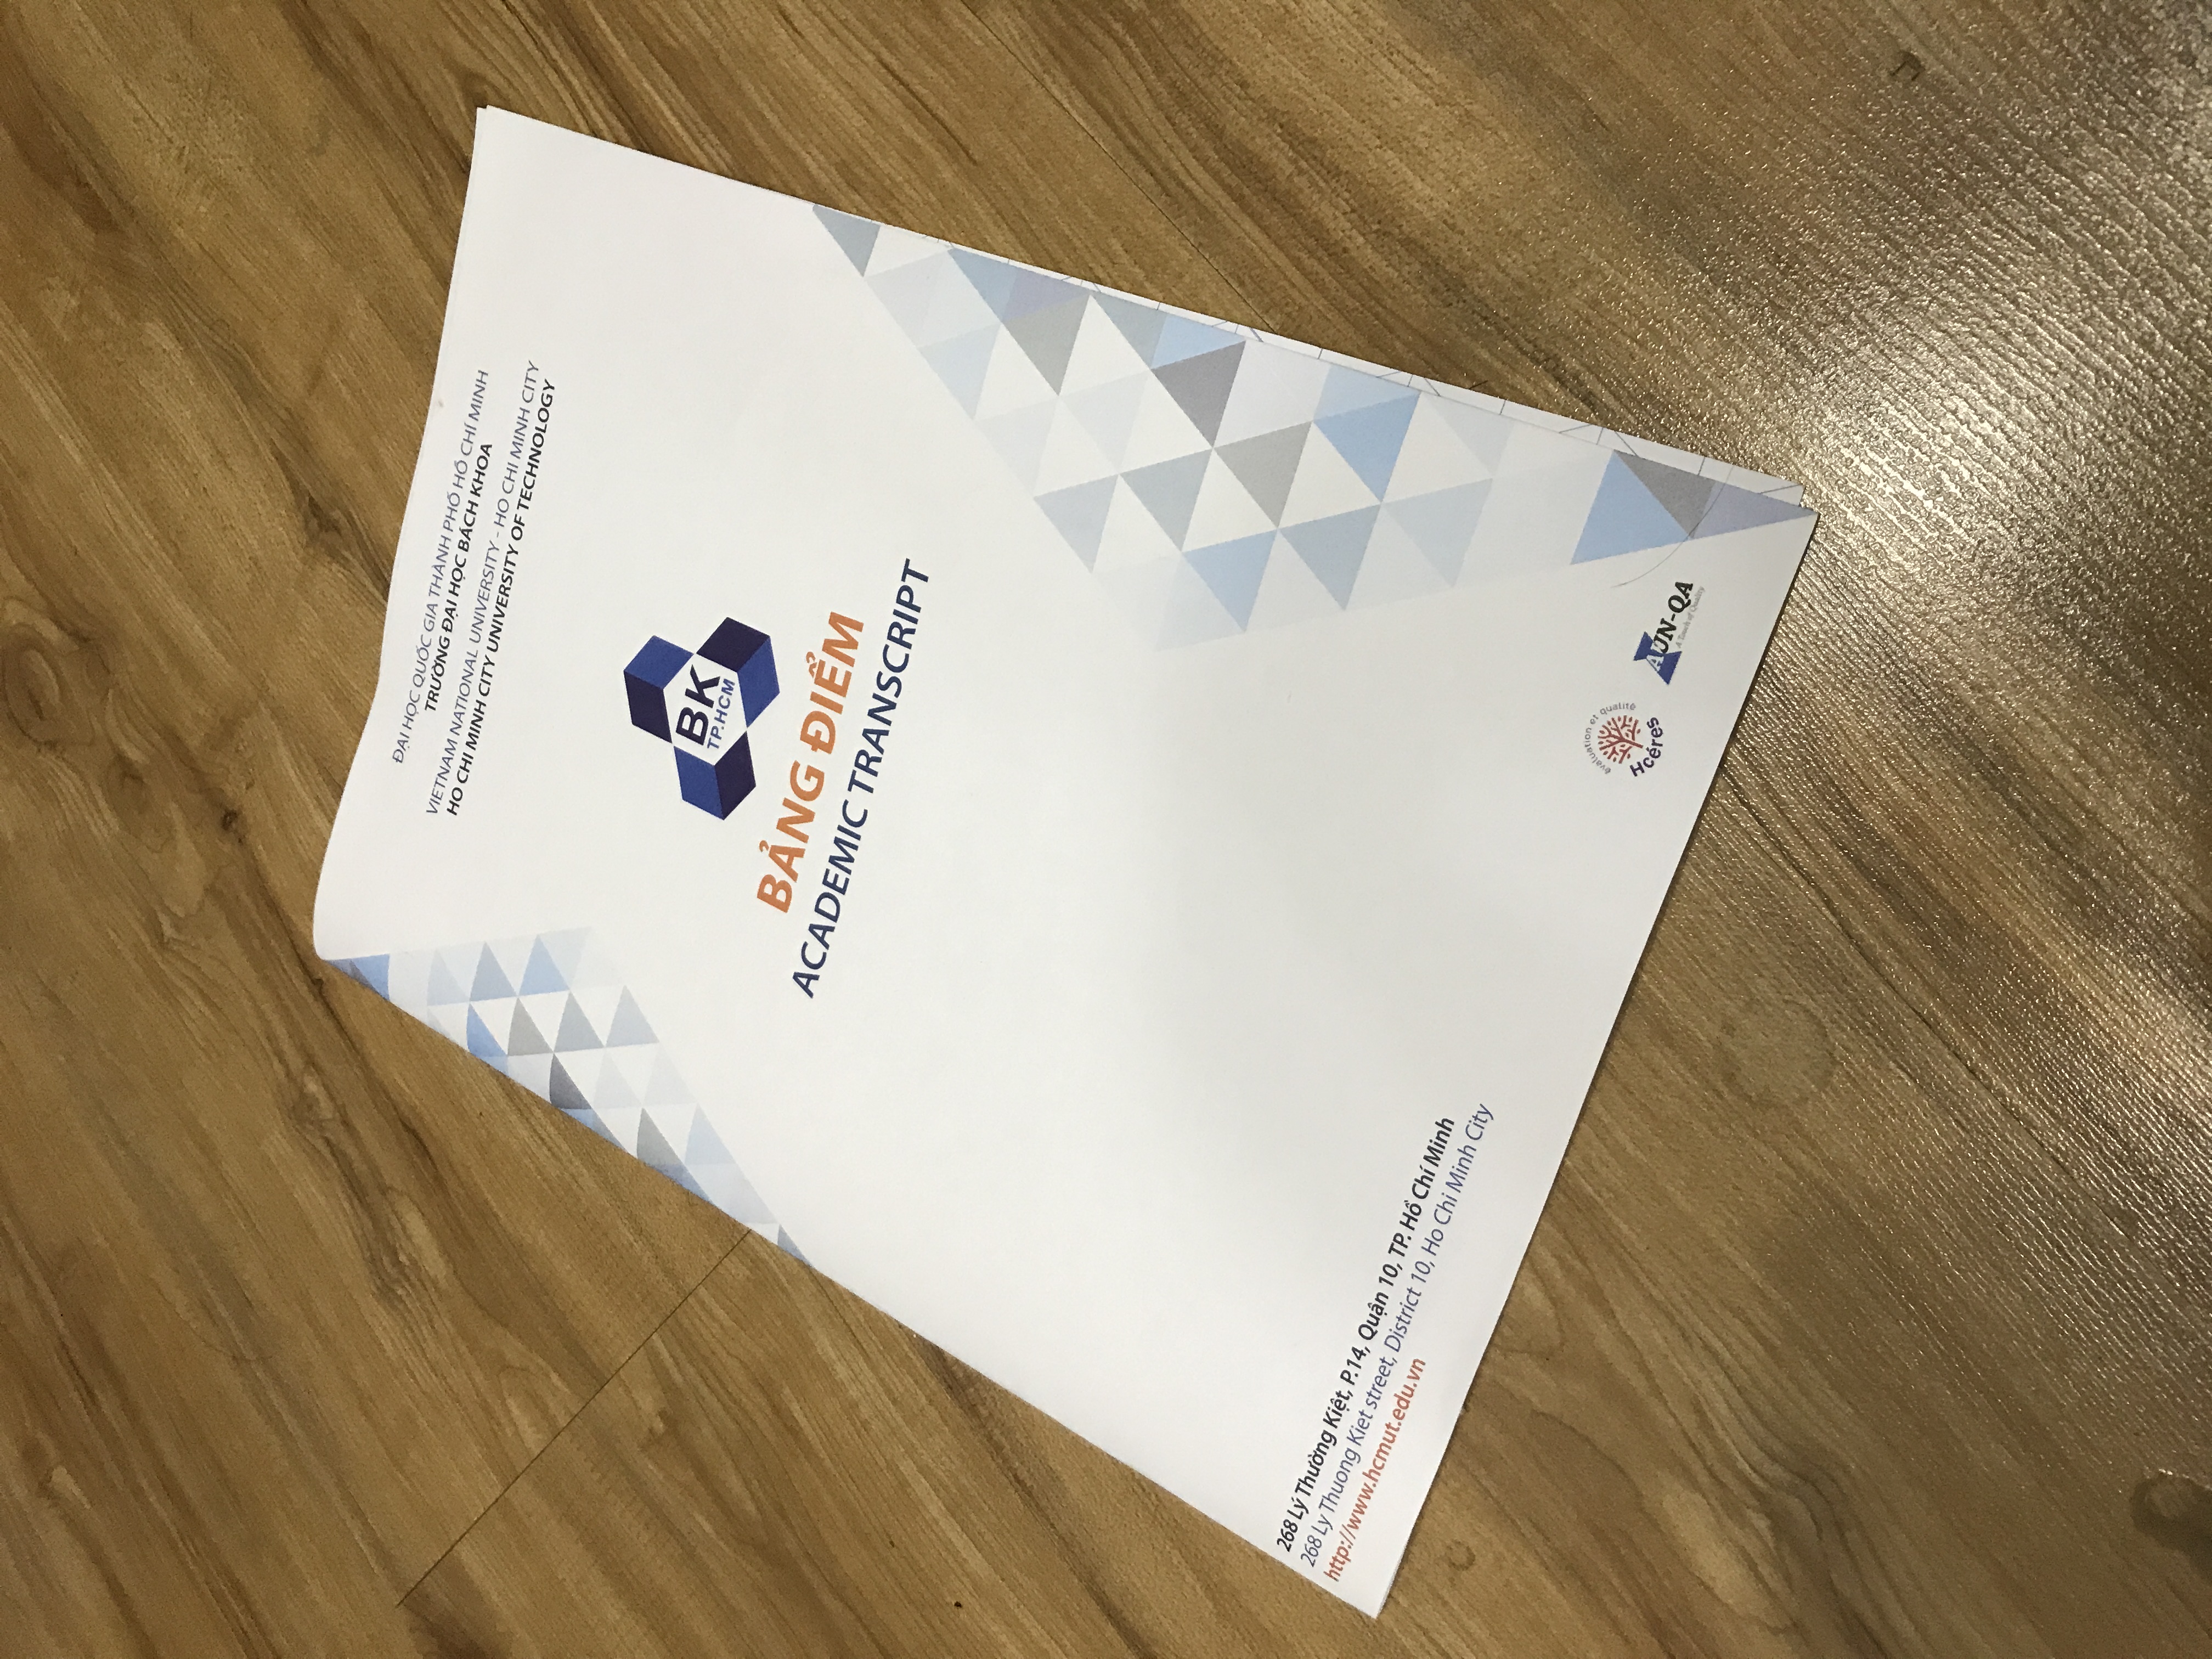 ĐẠI HỌC QUỐC GIA THÀNH PHỐ HỒ CHÍ MINH
TRƯỜNG ĐẠI HỌC BÁCH KHOA
VIETNAM NATIONAL UNIVERSITY - HO CHI MINH CITY
HO CHI MINH CITY UNIVERSITY OF TECHNOLOGY
BK
TP.HCM
BẢNG ĐIỂM
ACADEMIC TRANSCRIPT
268 Lý Thường Kiệt, P.14, Quận 10, TP. Hồ Chí Minh
268 Ly Thuong Kiet street, District 10, Ho Chi Minh City
http://www.hcmut.edu.vn
évaluation et qualité
Hcéres
AUN-QA
A Touch of Quality